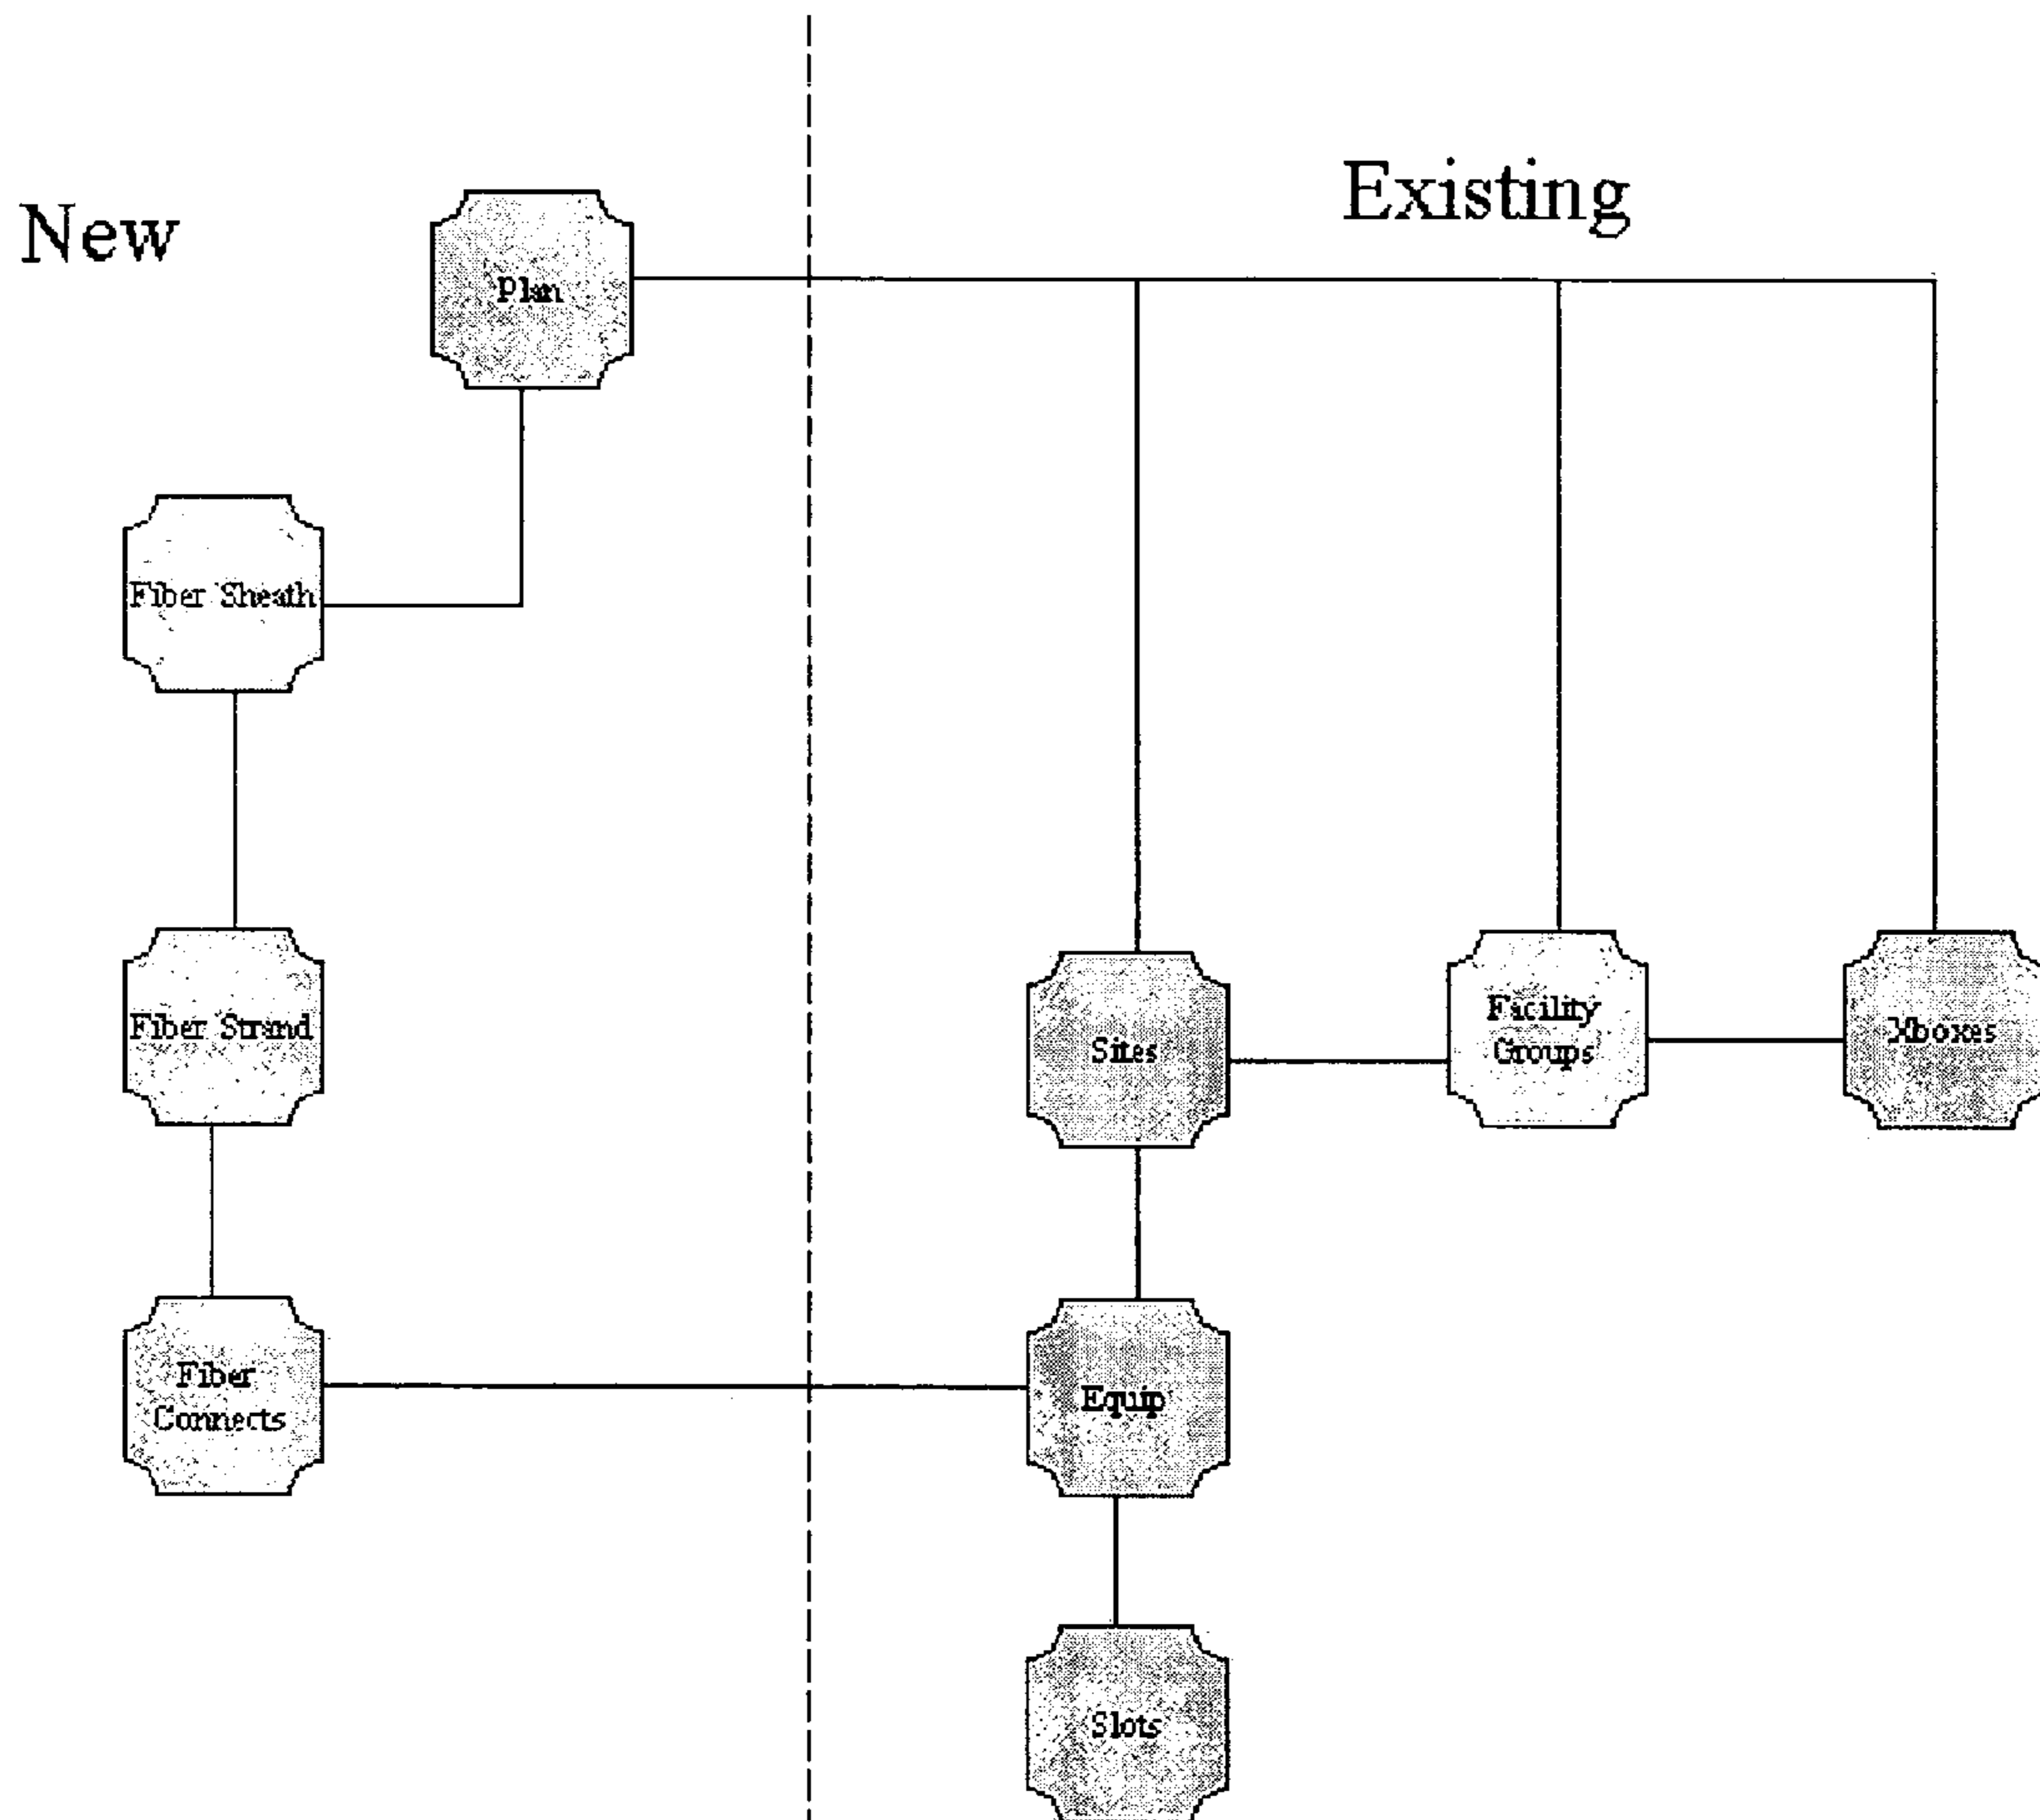 New
Existing
Plan
Fiber Sheath
Fiber Strand
Sites
Facility
Groups
Xboxes
Fiber
Connects
Equip
Slots